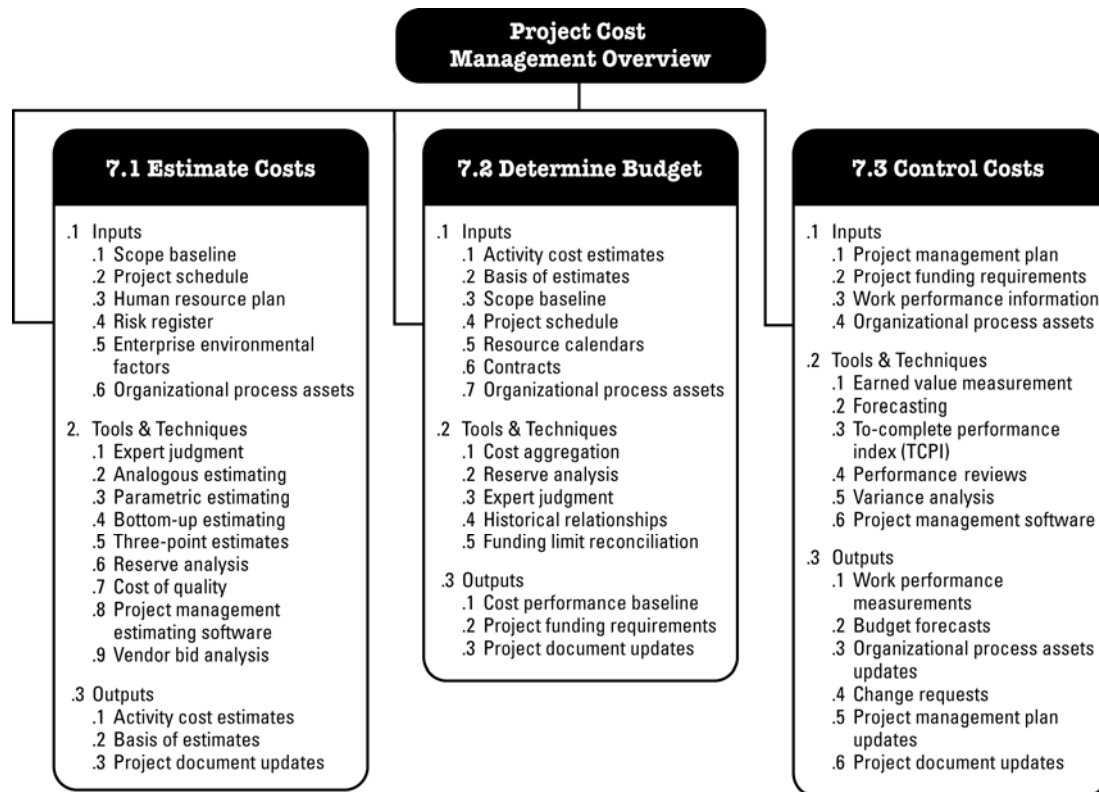 Project Cost
Management Overview
7.1 Estimate Costs
.1 Inputs
.1 Scope baseline
.2 Project schedule
.3 Human resource plan
.4 Risk register
.5 Enterprise environmental
factors
.6 Organizational process assets
2. Tools & Techniques
.1 Expert judgment
.2 Analogous estimating
.3 Parametric estimating
.4 Bottom-up estimating
.5 Three-point estimates
.6 Reserve analysis
.7 Cost of quality
.8 Project management
estimating software
.9 Vendor bid analysis
.3 Outputs
.1 Activity cost estimates
.2 Basis of estimates
.3 Project document updates
7.2 Determine Budget
.1 Inputs
.1 Activity cost estimates
.2 Basis of estimates
.3 Scope baseline
.4 Project schedule
.5 Resource calendars
.6 Contracts
.7 Organizational process assets
.2 Tools & Techniques
.1 Cost aggregation
.2 Reserve analysis
.3 Expert judgment
.4 Historical relationships
.5 Funding limit reconciliation
.3 Outputs
.1 Cost performance baseline
.2 Project funding requirements
.3 Project document updates
7.3 Control Costs
.1 Inputs
.1 Project management plan
.2 Project funding requirements
.3 Work performance information
.4 Organizational process assets
.2 Tools & Techniques
.1 Earned value measurement
.2 Forecasting
.3 To-complete performance
index (TCPI)
.4 Performance reviews
.5 Variance analysis
.6 Project management software
.3 Outputs
.1 Work performance
measurements
.2 Budget forecasts
.3 Organizational process assets
updates
.4 Change requests
.5 Project management plan
updates
.6 Project document updates